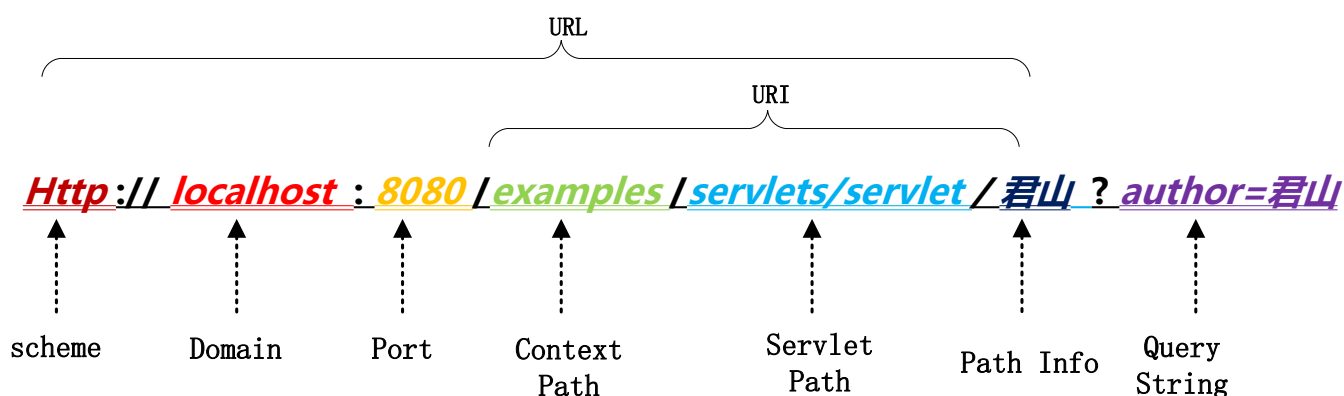 URL
URI
Http:// localhost : 8080/examples/servlets/servlet/君山 ? author=君山
scheme
Domain
Port
Context
Path
Servlet
Path
Path Info
Query
String